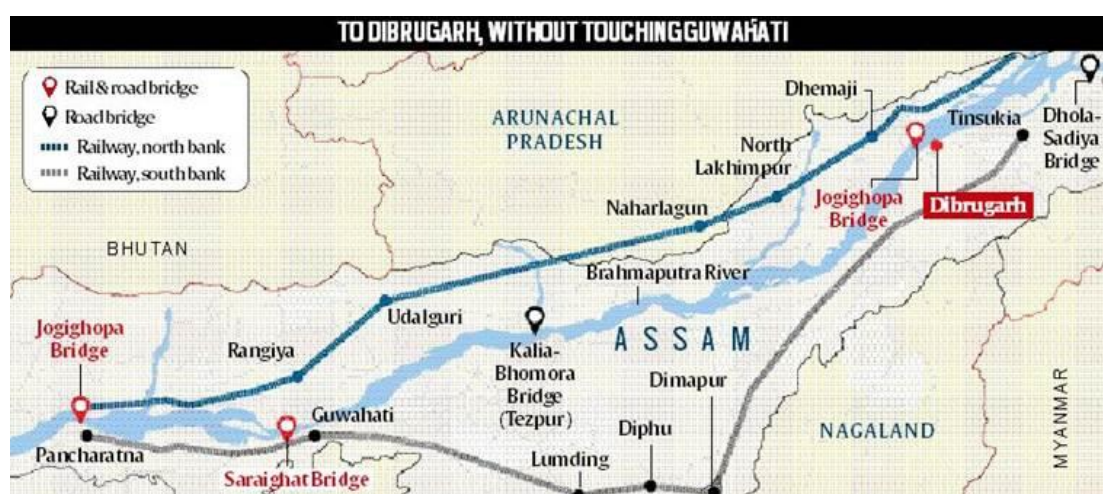 TO DIBRUGARH, WITHOUT TOUCHING GUWAHATI
Rail & road bridge
Road bridge
Railway, north bank
Railway, south bank
ARUNACHAL
PRADESH
Dhemaji
Tinsukia
Dhola-
Sadiya
Bridge
North
Lakhimpur
Jogighopa
Bridge
Dibrugarh
Naharlagun
BHUTAN
Brahmaputra River
Udalguri
ASSAM
Jogighopa
Bridge
Rangiya
Kalia-
Bhomora
Bridge
(Tezpur)
Dimapur
Guwahati
Diphu
NAGALAND
MYANMAR
Pancharatna
Lumding
Saraighat Bridge